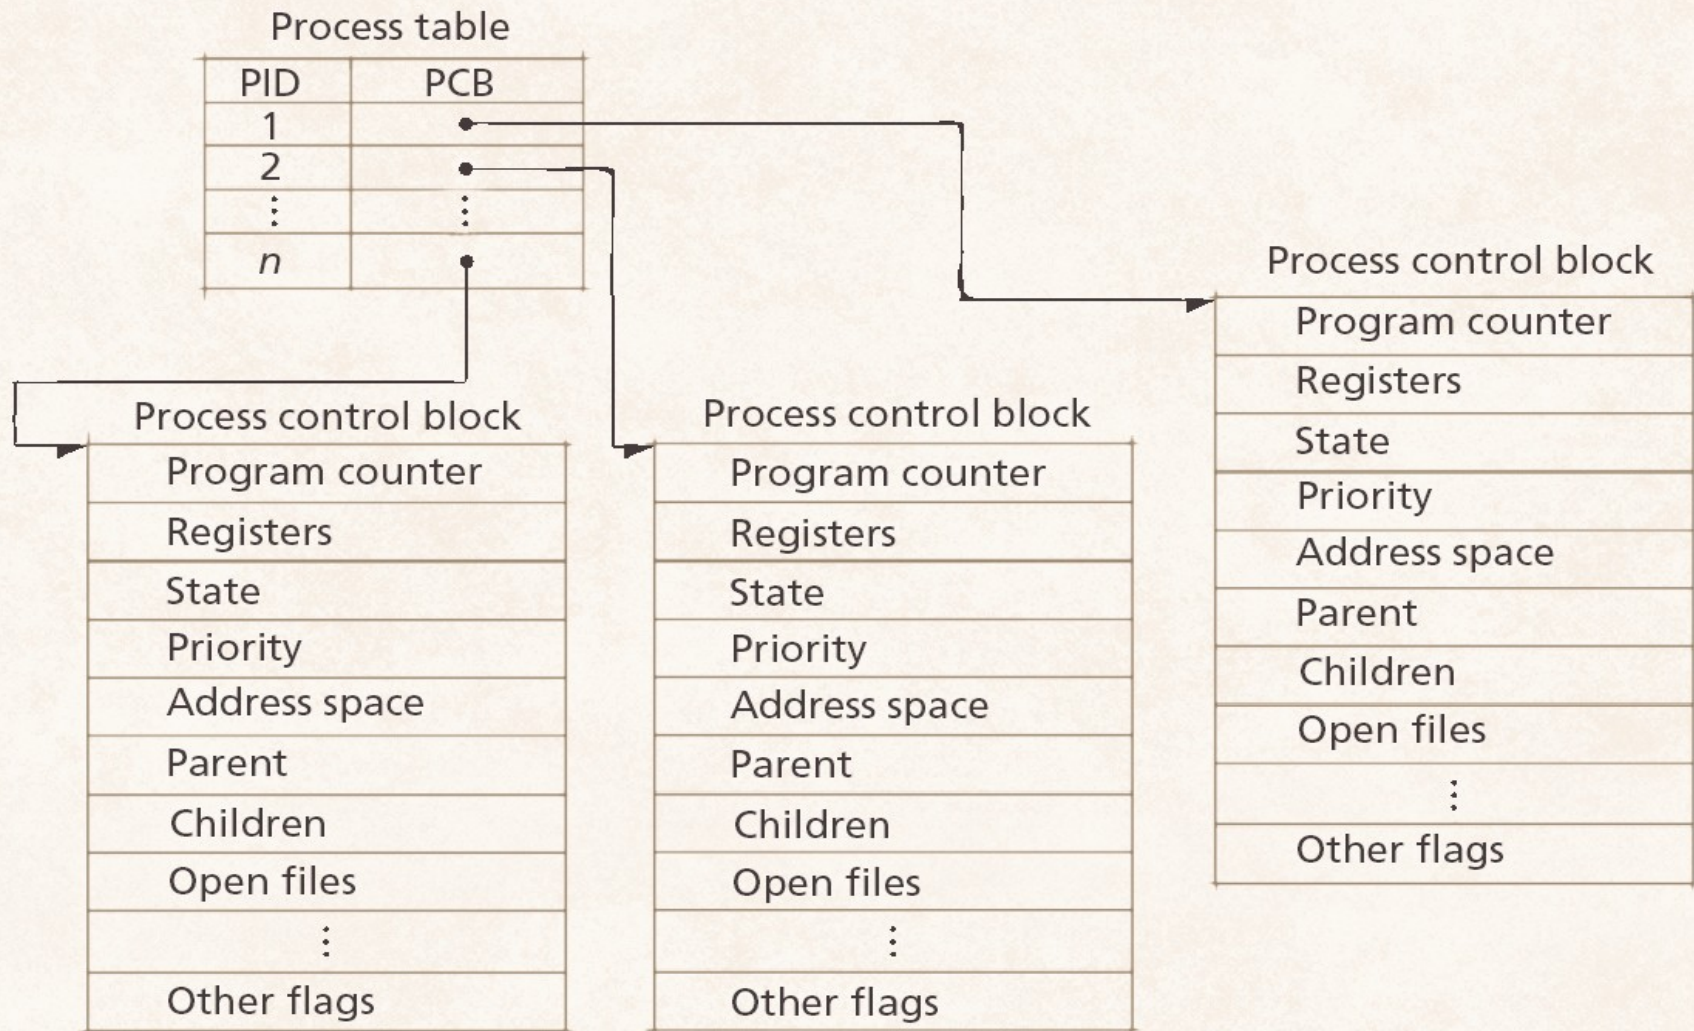 Process table
PID PCB
1
2
n
Process control block
Program counter
Registers
State
Priority
Address space
Parent
Children
Open files
Other flags
Process control block
Program counter
Registers
State
Priority
Address space
Parent
Children
Open files
Other flags
Process control block
Program counter
Registers
State
Priority
Address space
Parent
Children
Open files
Other flags